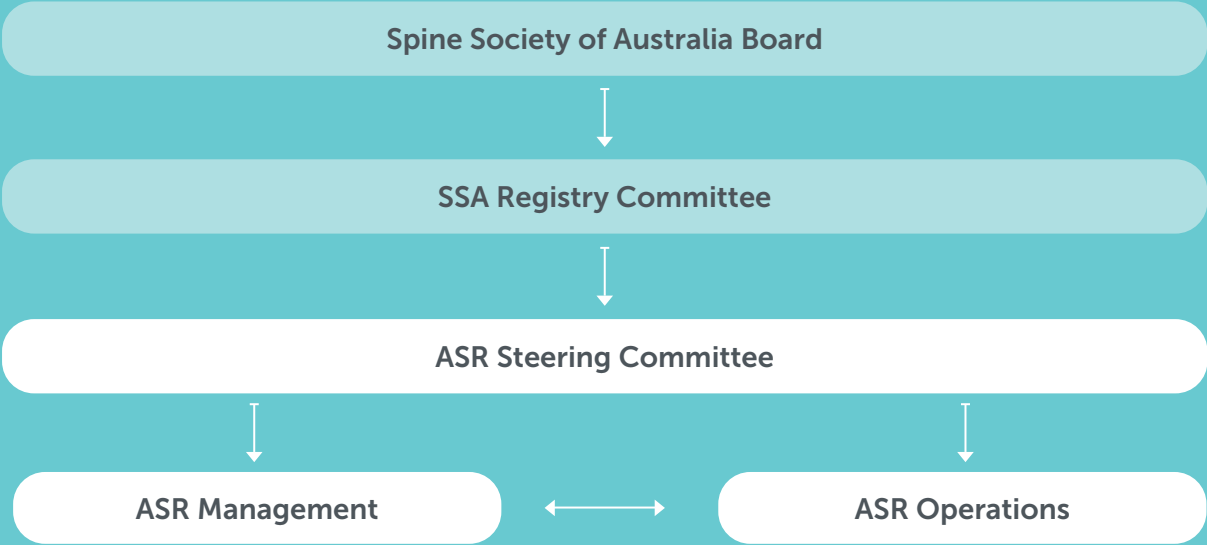 Spine Society of Australia Board
SSA Registry Committee
ASR Steering Committee
ASR Management
ASR Operations